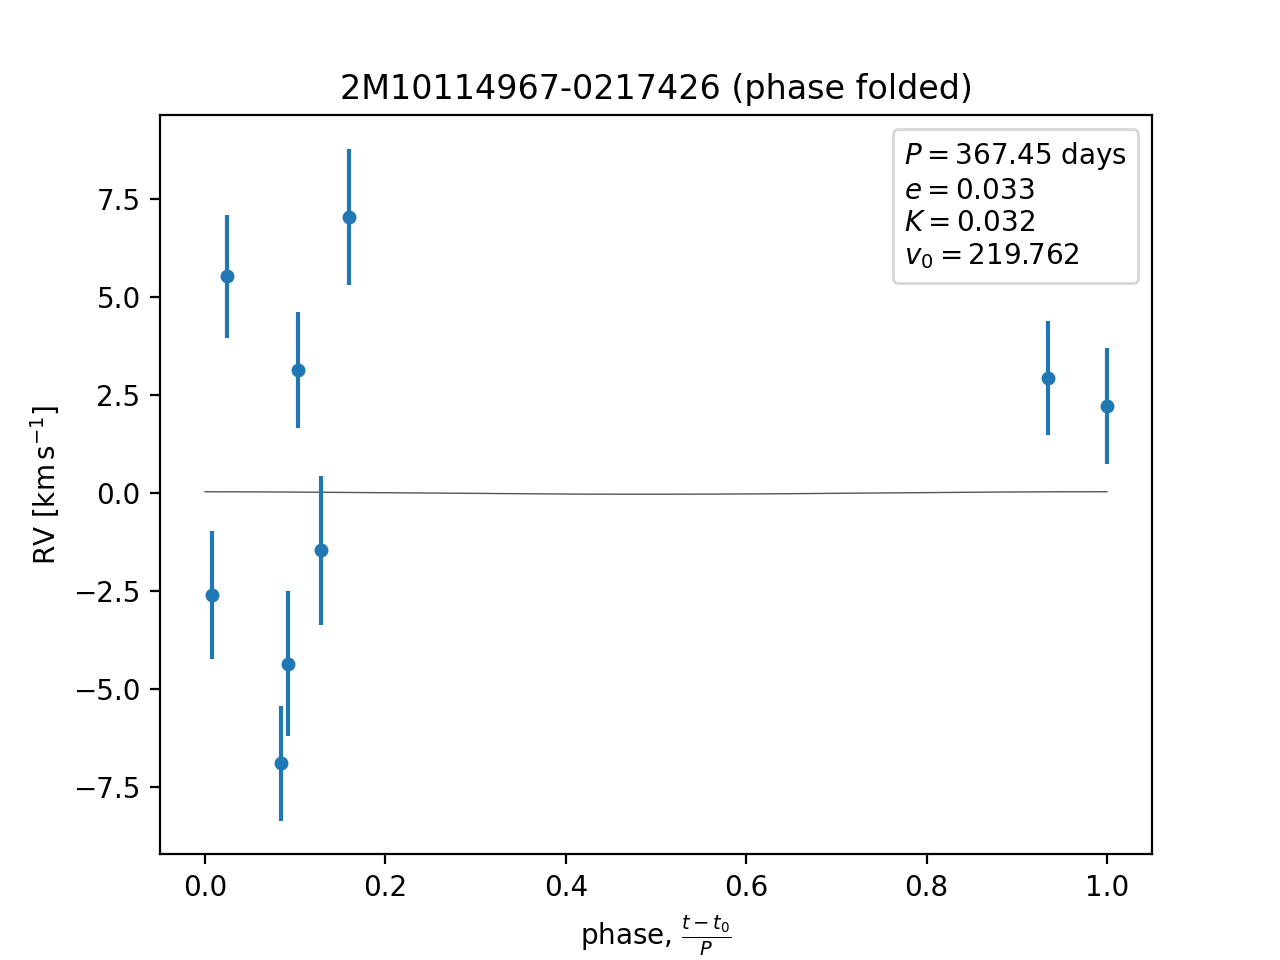 2M10114967-0217426 (phase folded)
P = 367.45 days
e = 0.033
K = 0.032
v₀ = 219.762
RV [km s⁻¹]
7.5
5.0
2.5
0.0
−2.5
−5.0
−7.5
0.0 0.2 0.4 0.6 0.8 1.0
phase, (t − t₀)/P